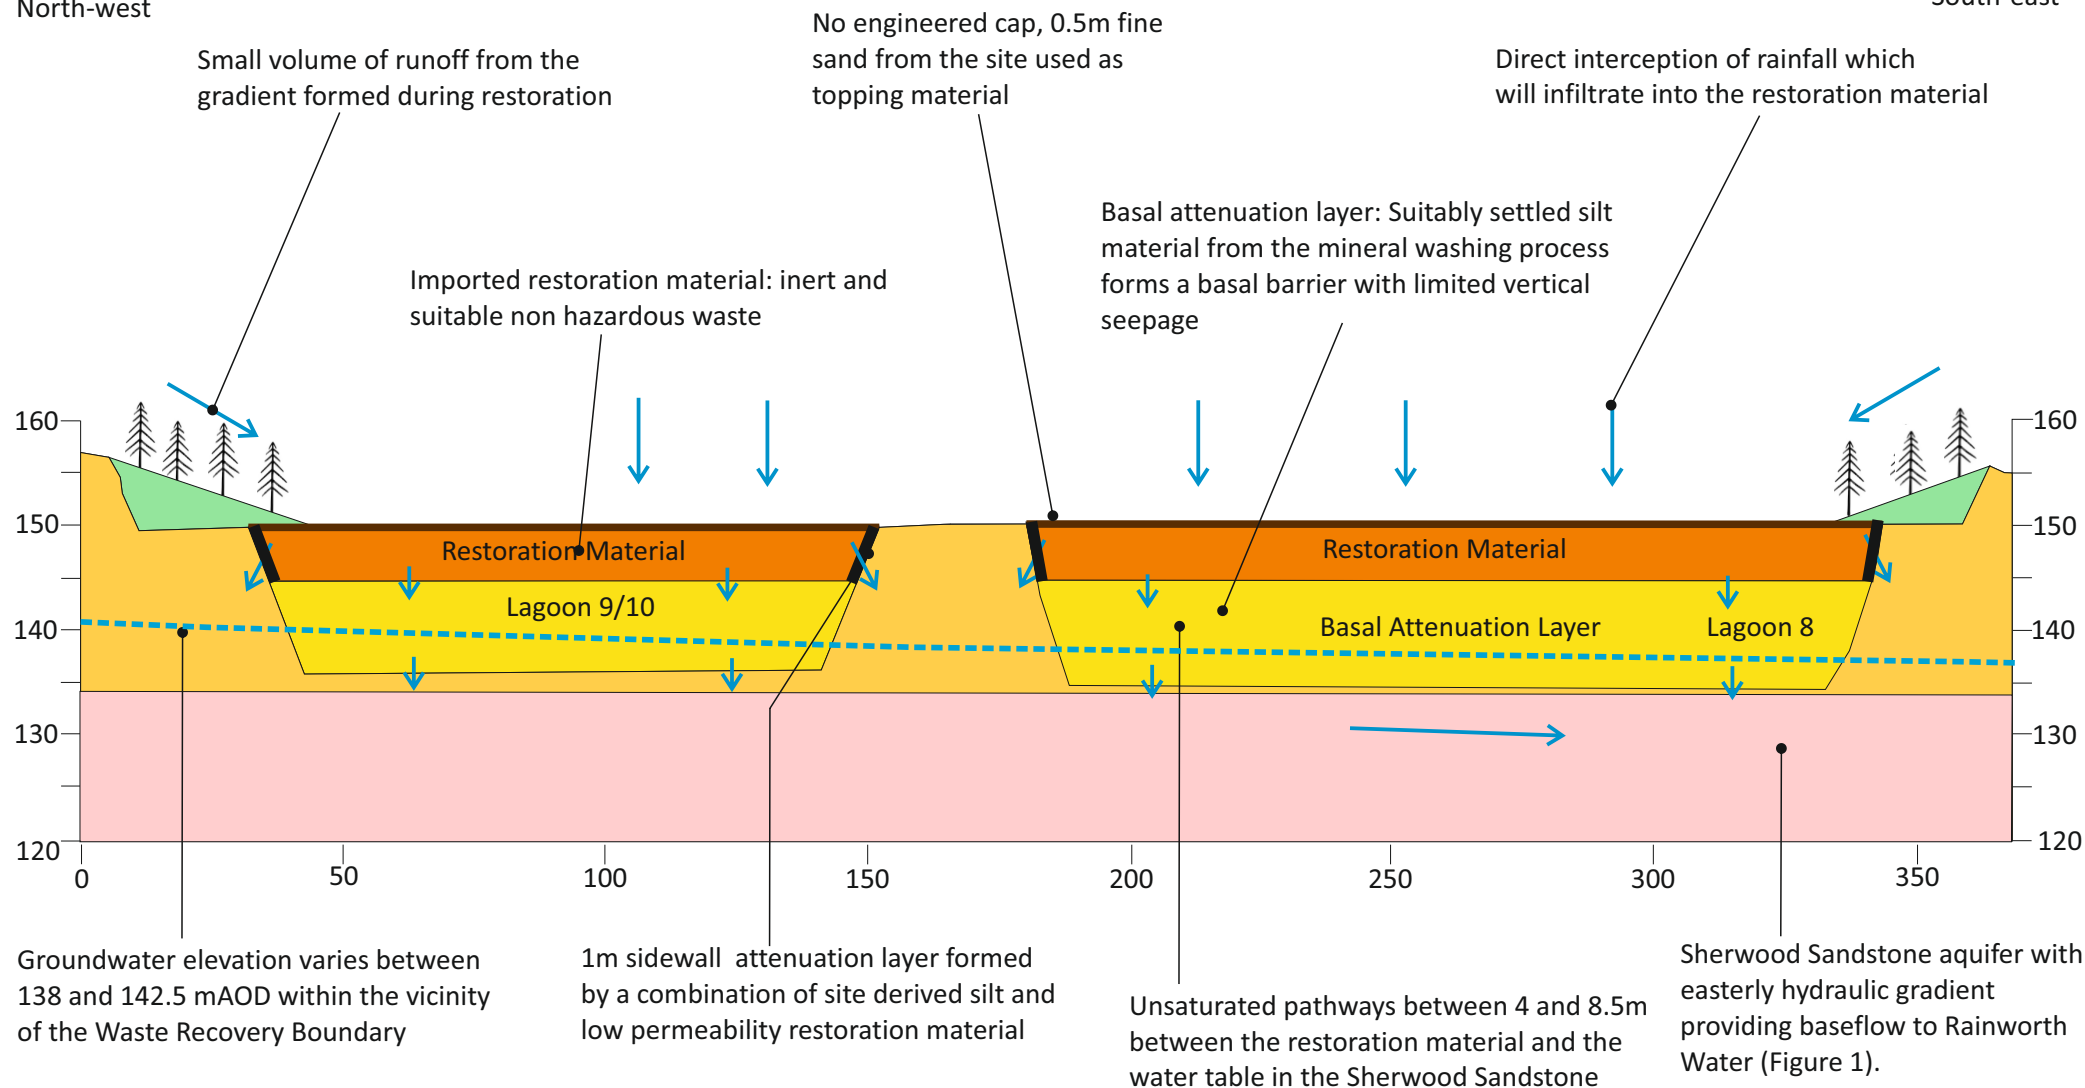 North-west
South-east
No engineered cap, 0.5m fine
sand from the site used as
topping material
Small volume of runoff from the
gradient formed during restoration
Direct interception of rainfall which
will infiltrate into the restoration material
Basal attenuation layer: Suitably settled silt
material from the mineral washing process
forms a basal barrier with limited vertical
seepage
Imported restoration material: inert and
suitable non hazardous waste
160
160
150
150
Restoration Material
Restoration Material
Lagoon 9/10
140
140
Basal Attenuation Layer
Lagoon 8
130
130
120
120
0
50
100
150
200
250
300
350
Groundwater elevation varies between
138 and 142.5 mAOD within the vicinity
of the Waste Recovery Boundary
1m sidewall attenuation layer formed
by a combination of site derived silt and
low permeability restoration material
Unsaturated pathways between 4 and 8.5m
between the restoration material and the
water table in the Sherwood Sandstone
Sherwood Sandstone aquifer with
easterly hydraulic gradient
providing baseflow to Rainworth
Water (Figure 1).